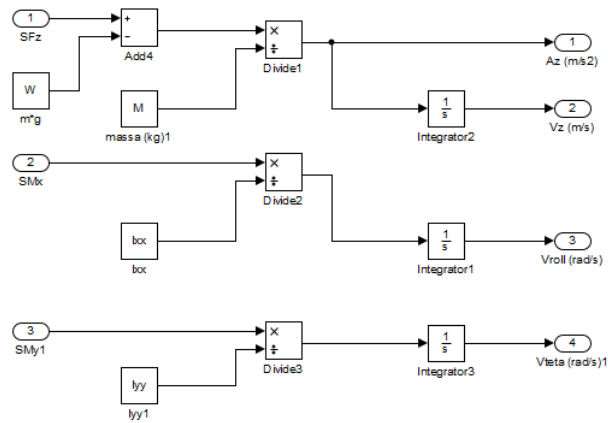 1
SFz
+
−
Add4
×
÷
Divide1
1
Az (m/s2)
W
m*g
M
massa (kg)1
1
s
Integrator2
2
Vz (m/s)
2
SMx
×
÷
Divide2
Ixx
Ixx
1
s
Integrator1
3
Vroll (rad/s)
3
SMy1
×
÷
Divide3
Iyy
Iyy1
1
s
Integrator3
4
Vteta (rad/s)1